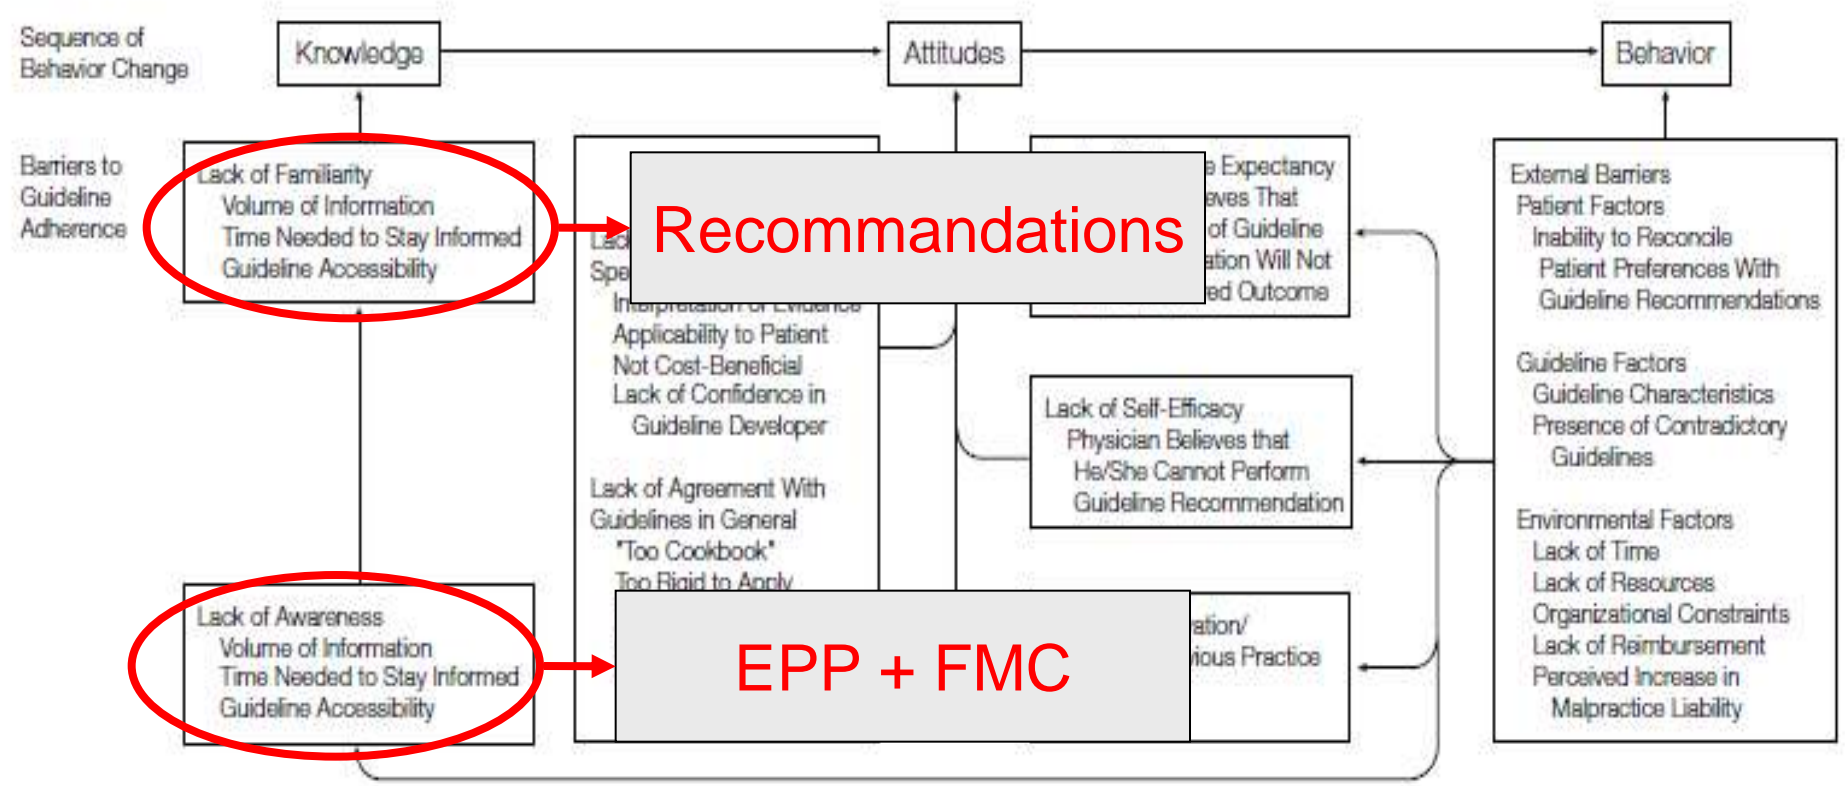 Sequence of
Behavior Change
Knowledge
Attitudes
Behavior
Barriers to
Guideline
Adherence
Lack of Familiarity
Volume of Information
Time Needed to Stay Informed
Guideline Accessibility
Lack of Awareness
Volume of Information
Time Needed to Stay Informed
Guideline Accessibility
Recommandations
Interpretation of Evidence
Applicability to Patient
Not Cost-Beneficial
Lack of Confidence in
Guideline Developer
Lack of Agreement With
Guidelines in General
"Too Cookbook"
Too Rigid to Apply
EPP + FMC
Expectancy
That
of Guideline
Will Not
Outcome
Lack of Self-Efficacy
Physician Believes that
He/She Cannot Perform
Guideline Recommendation
Practice
External Barriers
Patient Factors
Inability to Reconcile
Patient Preferences With
Guideline Recommendations
Guideline Factors
Guideline Characteristics
Presence of Contradictory
Guidelines
Environmental Factors
Lack of Time
Lack of Resources
Organizational Constraints
Lack of Reimbursement
Perceived Increase in
Malpractice Liability